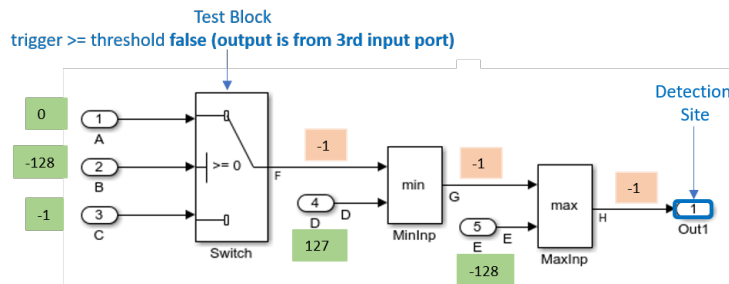 Test Block
trigger >= threshold false (output is from 3rd input port)
Detection
Site
0
1
A
-128
2
B
>= 0
-1
3
C
Switch
F
-1
4
D
D
127
min
MinInp
-1
G
5
E
E
-128
max
MaxInp
-1
H
1
Out1